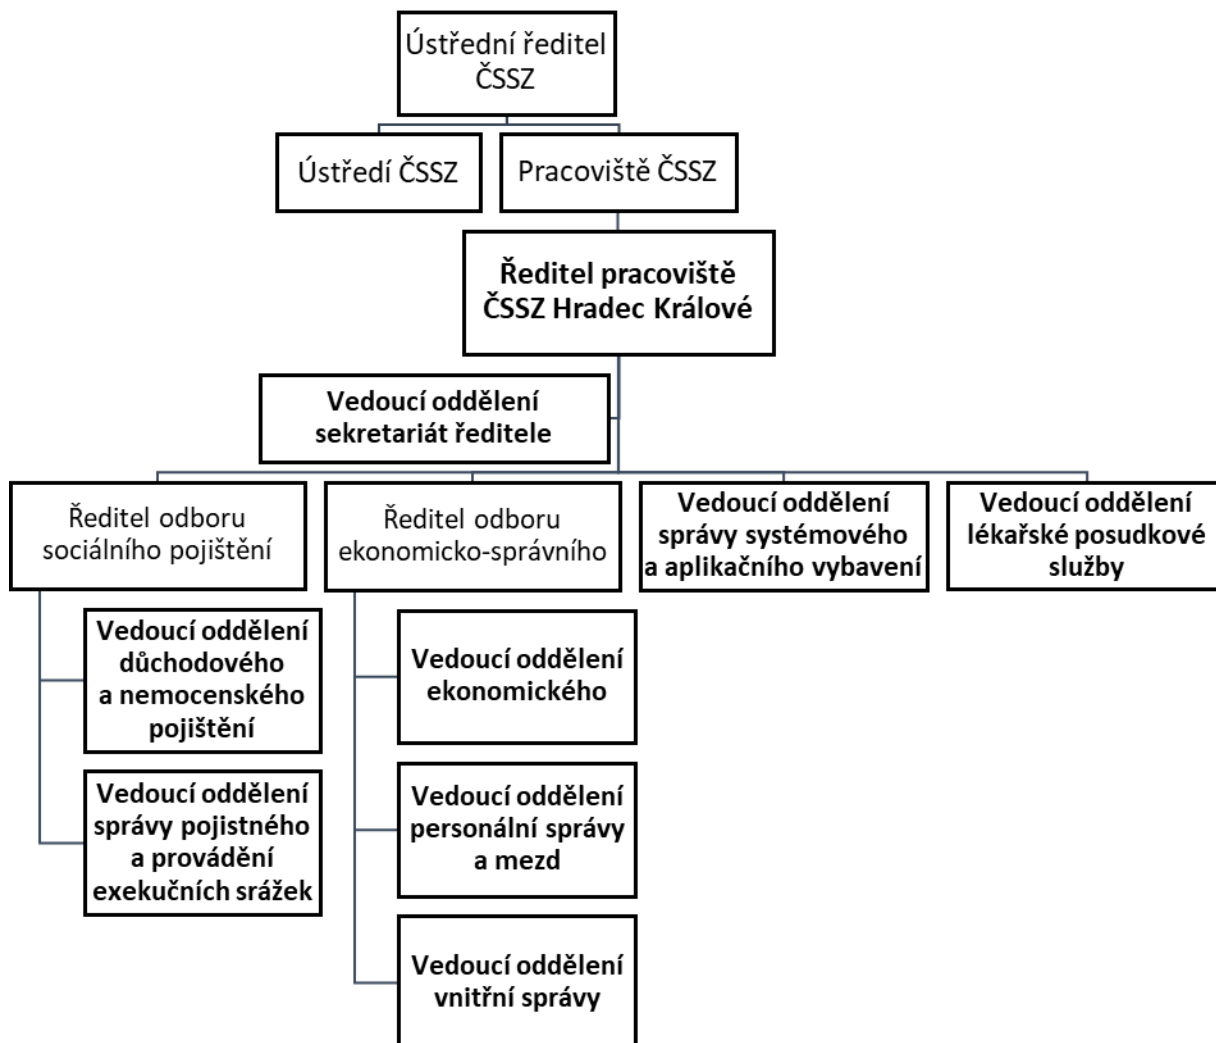 Ústřední ředitel
ČSSZ
Ústředí ČSSZ
Pracoviště ČSSZ
Ředitel pracoviště
ČSSZ Hradec Králové
Vedoucí oddělení
sekretariát ředitele
Ředitel odboru
sociálního pojištění
Ředitel odboru
ekonomicko-správního
Vedoucí oddělení
správy systémového
a aplikačního vybavení
Vedoucí oddělení
lékařské posudkové
služby
Vedoucí oddělení
důchodového
a nemocenského
pojištění
Vedoucí oddělení
správy pojistného
a provádění
exekučních srážek
Vedoucí oddělení
ekonomického
Vedoucí oddělení
personální správy
a mezd
Vedoucí oddělení
vnitřní správy